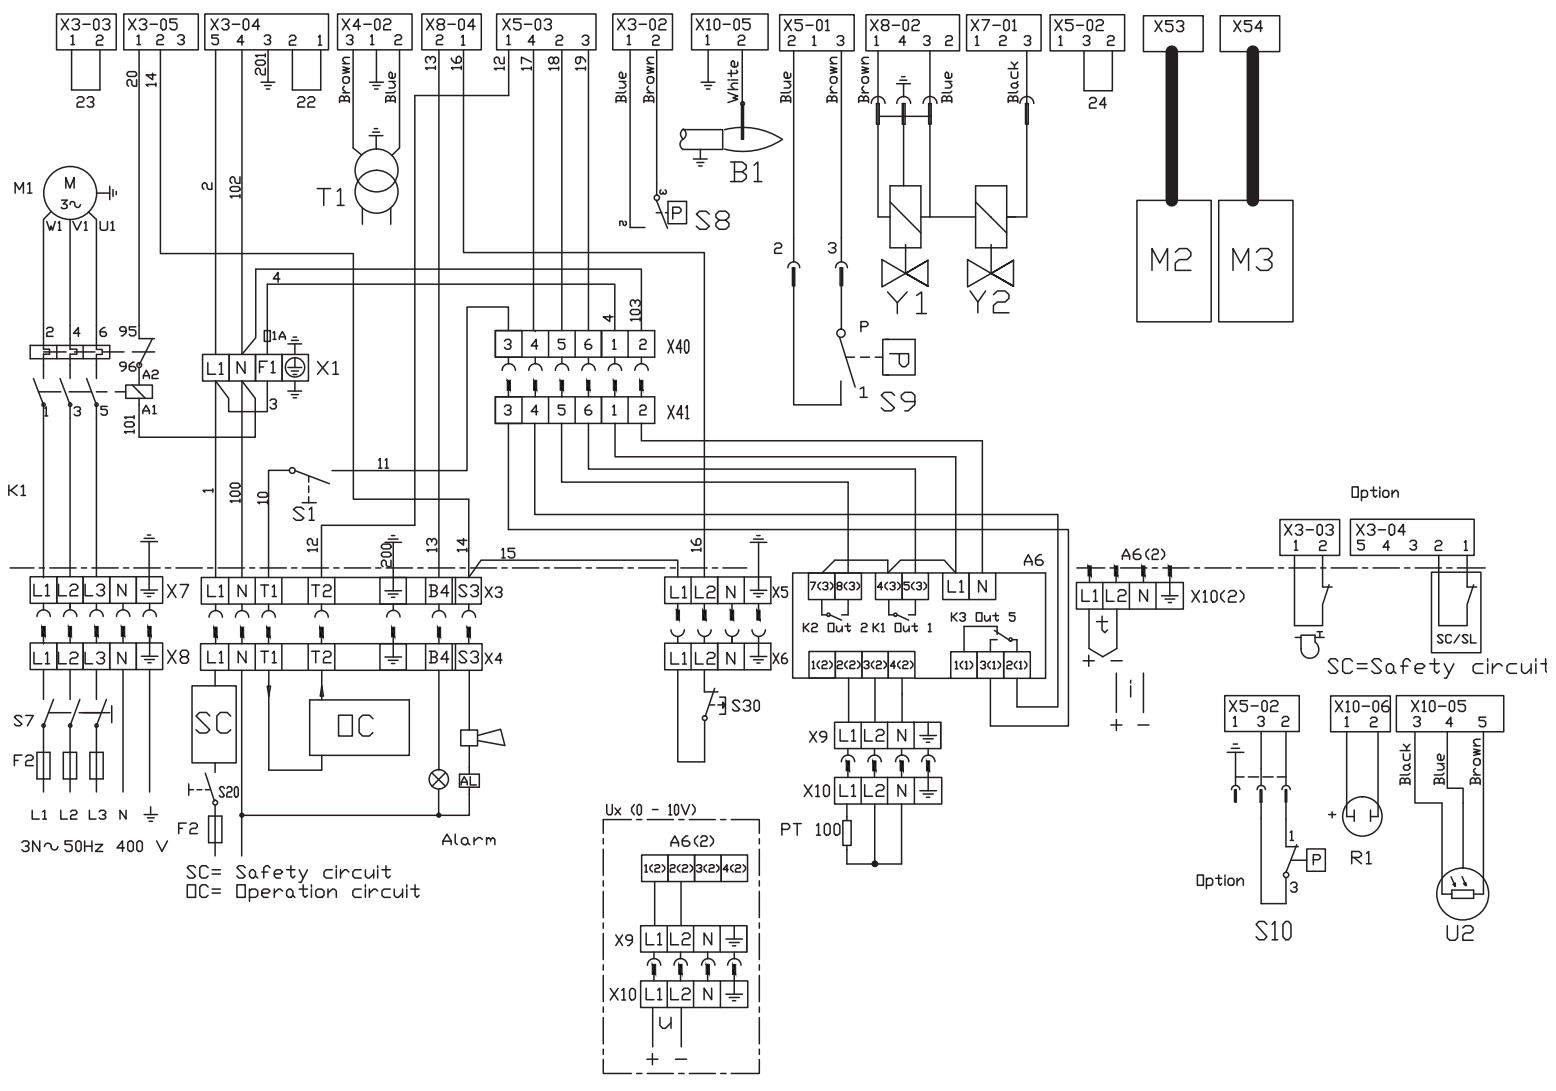 X3-03 X3-05 X3-04 X4-02 X8-04 X5-03 X3-02 X10-05 X5-01 X8-02 X7-01 X5-02 X53 X54
1 2 1 2 3 5 4 3 2 1 3 1 2 2 1 1 4 2 3 1 2 1 2 2 1 3 1 4 3 2 1 2 3 1 3 2
20 14 201 Brown Blue 13 16 12 17 18 19 Blue Brown White Blue Brown Brown Blue Black
23 22 24
M1 M 3~
W1 V1 U1
2 102
T1
2 3 P S8
B1
2 3
Y1 Y2
M2 M3
4
4 103
2 4 6 95
1A
96 A2
A1
1 3 5
101
L1 N F1 X1
3
3 4 5 6 1 2 X40
3 4 5 6 1 2 X41
P
P
1 S9
K1
1 100 10
S1
11
12 200 13 14
15
16
A6
A6(2)
Option
X3-03 X3-04
1 2 5 4 3 2 1
SC/SL
SC=Safety circuit
L1 L2 L3 N X7
L1 N T1 T2 B4 S3 X3
L1 L2 N X5
7(3) 8(3) 4(3) 5(3) L1 N
K2 Out 2 K1 Out 1 K3 Out 5
L1 L2 N X10(2)
t
+ -
i
+ -
L1 L2 L3 N X8
L1 N T1 T2 B4 S3 X4
L1 L2 N X6
1(2) 2(2) 3(2) 4(2) 1(1) 3(1) 2(1)
S7
SC OC
S30
F2
S20
AL
F2
L1 L2 L3 N
3N~50Hz 400 V
Alarm
SC= Safety circuit
OC= Operation circuit
X9 L1 L2 N
X10 L1 L2 N
PT 100
Ux (0 - 10V)
A6(2)
1(2) 2(2) 3(2) 4(2)
X9 L1 L2 N
X10 L1 L2 N
u
+ -
X5-02 X10-06 X10-05
1 3 2 1 2 3 4 5
Black Blue Brown
1
P
3
Option
S10
+
R1
U2